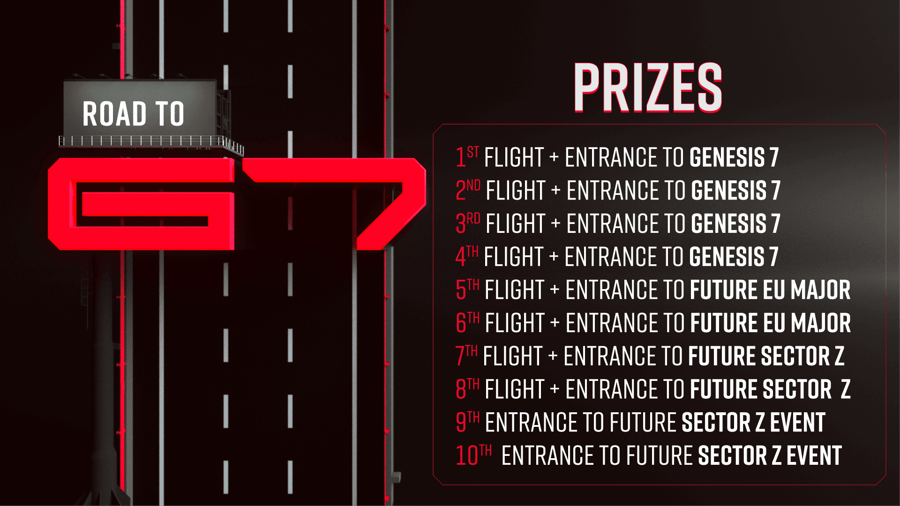 ROAD TO
G7
PRIZES
1ST FLIGHT + ENTRANCE TO GENESIS 7
2ND FLIGHT + ENTRANCE TO GENESIS 7
3RD FLIGHT + ENTRANCE TO GENESIS 7
4TH FLIGHT + ENTRANCE TO GENESIS 7
5TH FLIGHT + ENTRANCE TO FUTURE EU MAJOR
6TH FLIGHT + ENTRANCE TO FUTURE EU MAJOR
7TH FLIGHT + ENTRANCE TO FUTURE SECTOR Z
8TH FLIGHT + ENTRANCE TO FUTURE SECTOR Z
9TH ENTRANCE TO FUTURE SECTOR Z EVENT
10TH ENTRANCE TO FUTURE SECTOR Z EVENT